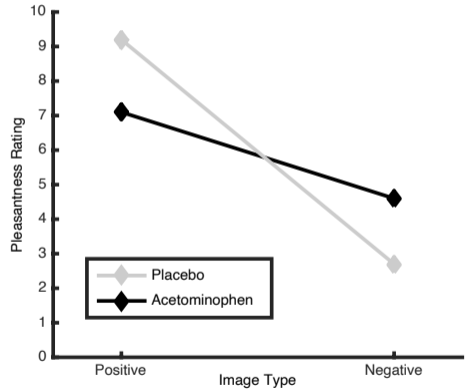 10
9
8
7
6
5
4
3
2
1
0
Pleasantness Rating
Placebo
Acetominophen
Positive
Negative
Image Type